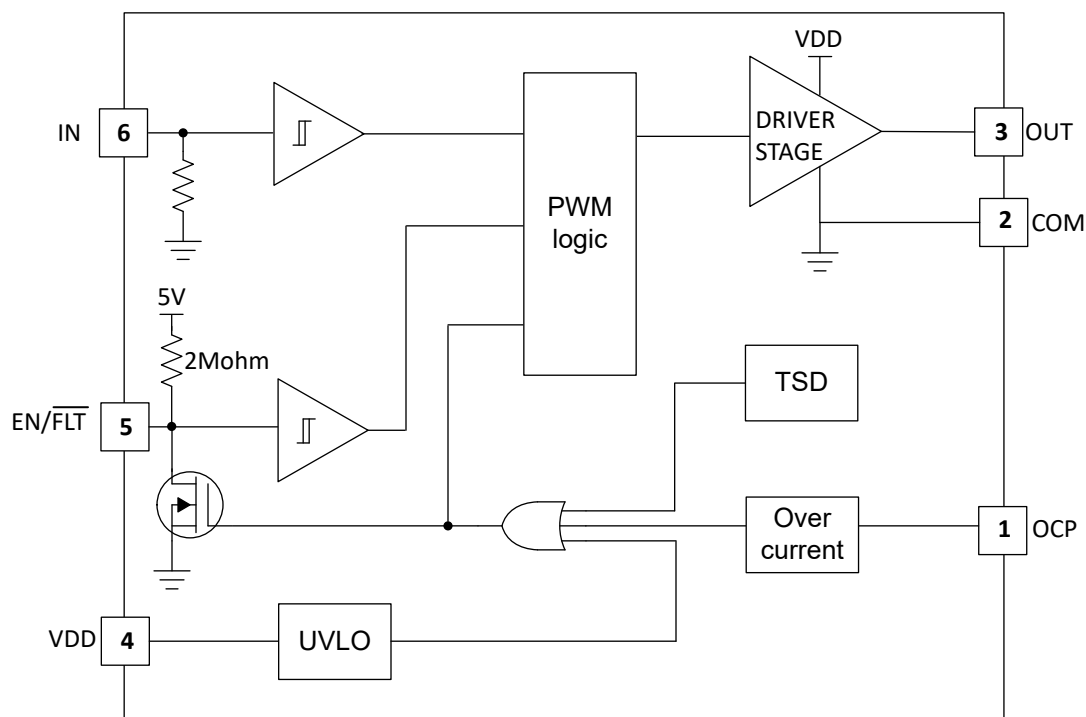 VDD
IN
6
DRIVER
STAGE
3
OUT
PWM
logic
2
COM
5V
2Mohm
TSD
EN/FLT
5
Over
current
1
OCP
VDD
4
UVLO